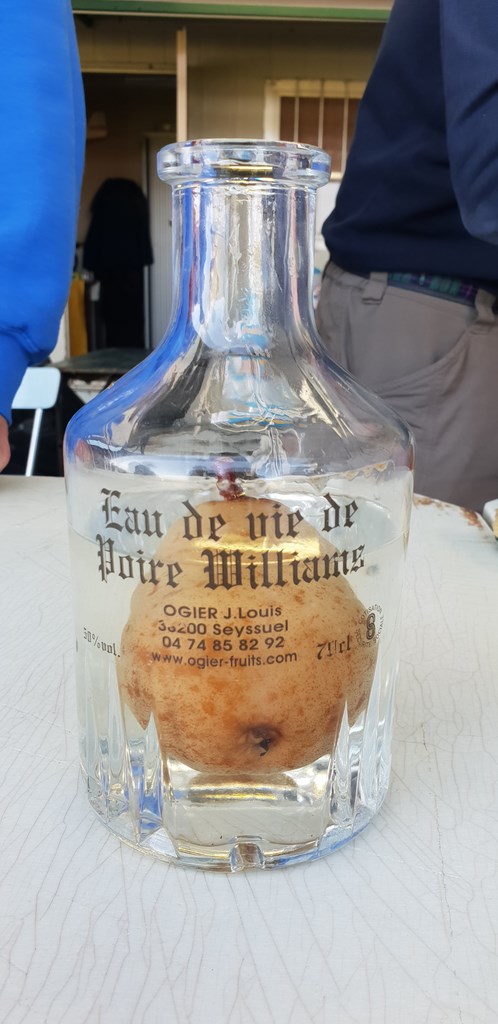 Eau de vie de
Poire Williams
OGIER J.Louis
38200 Seyssuel
04 74 85 82 92
www.ogier-fruits.com
50%vol.
70cl
8